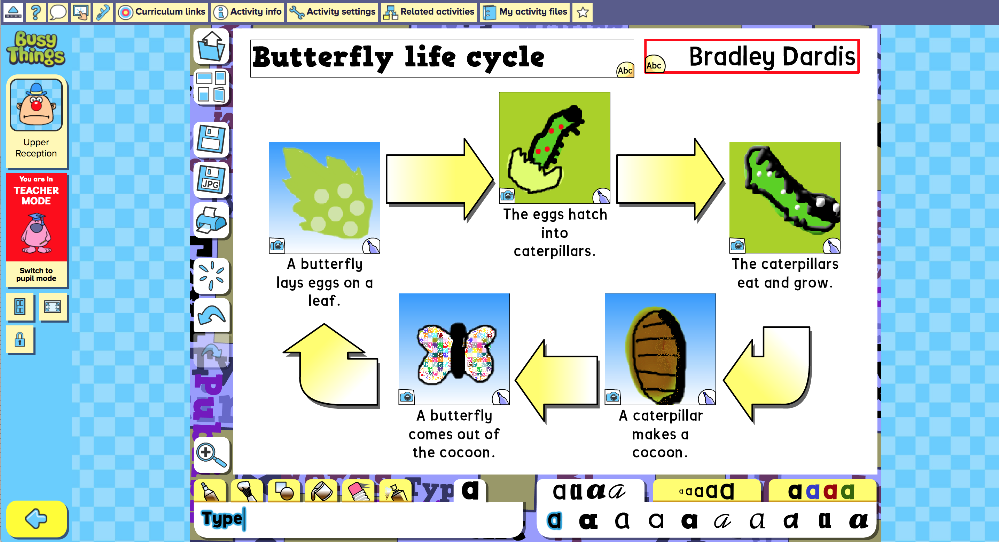 Curriculum links
Activity info
Activity settings
Related activities
My activity files
Busy
Things
Upper
Reception
You are in
TEACHER
MODE
Switch to
pupil mode
JPG
Butterfly life cycle
Abc
Abc
Bradley Dardis
A butterfly
lays eggs on a
leaf.
The eggs hatch
into
caterpillars.
The caterpillars
eat and grow.
A butterfly
comes out of
the cocoon.
A caterpillar
makes a
cocoon.
a
a a a a
a a a a a
a a a a
Type
a a a a a a a a a a